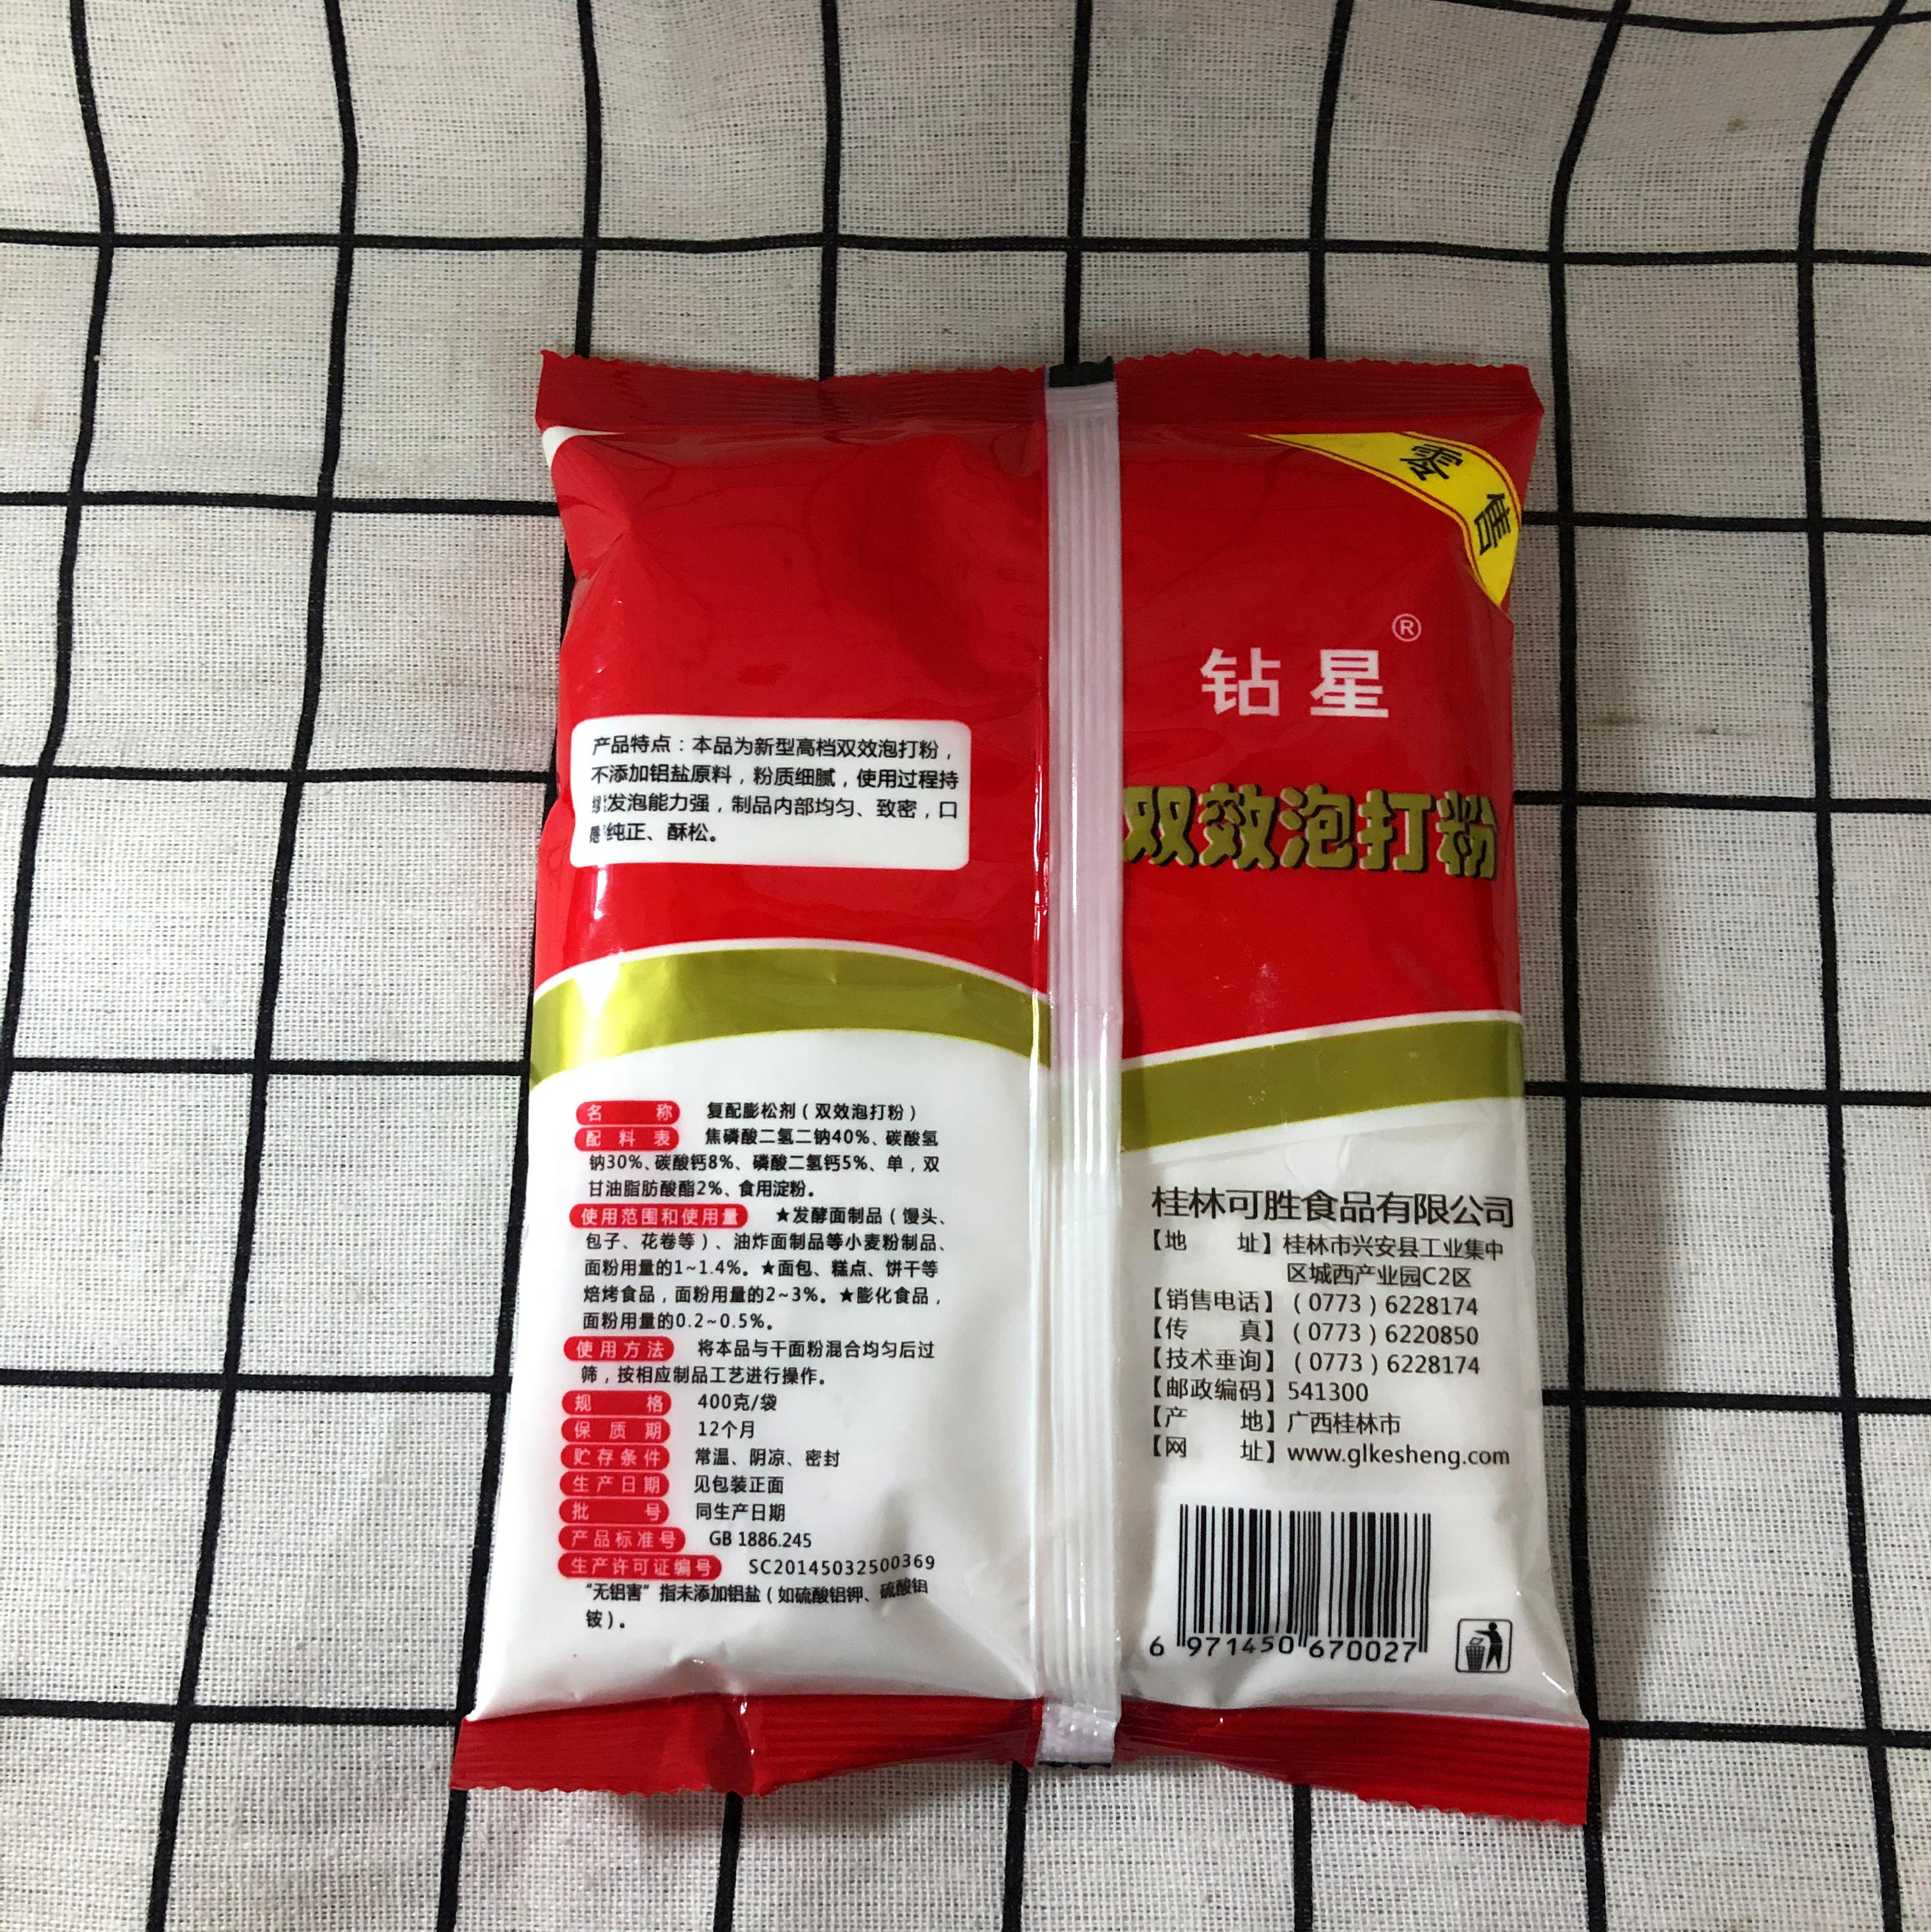 产品特点：本品为新型高档双效泡打粉，
不添加铝盐原料，粉质细腻，使用过程持
续发泡能力强，制品内部均匀、致密，口
感纯正、酥松。
名称 复配膨松剂（双效泡打粉）
配料表 焦磷酸二氢二钠40%、碳酸氢
钠30%、碳酸钙8%、磷酸二氢钙5%、单，双
甘油脂肪酸酯2%、食用淀粉。
使用范围和使用量 ★发酵面制品（馒头、
包子、花卷等）、油炸面制品等小麦粉制品、
面粉用量的1~1.4%。★面包、糕点、饼干等
焙烤食品，面粉用量的2~3%。★膨化食品，
面粉用量的0.2~0.5%。
使用方法 将本品与干面粉混合均匀后过
筛，按相应制品工艺进行操作。
规格 400克/袋
保质期 12个月
贮存条件 常温、阴凉、密封
生产日期 见包装正面
批号 同生产日期
产品标准号 GB 1886.245
生产许可证编号 SC20145032500369
“无铝害”指未添加铝盐（如硫酸铝钾、硫酸铝
铵）。
零售
钻星®
双效泡打粉
桂林可胜食品有限公司
【地址】桂林市兴安县工业集中
区城西产业园C2区
【销售电话】（0773）6228174
【传真】（0773）6220850
【技术垂询】（0773）6228174
【邮政编码】541300
【产地】广西桂林市
【网址】www.glkesheng.com
6 971450 670027